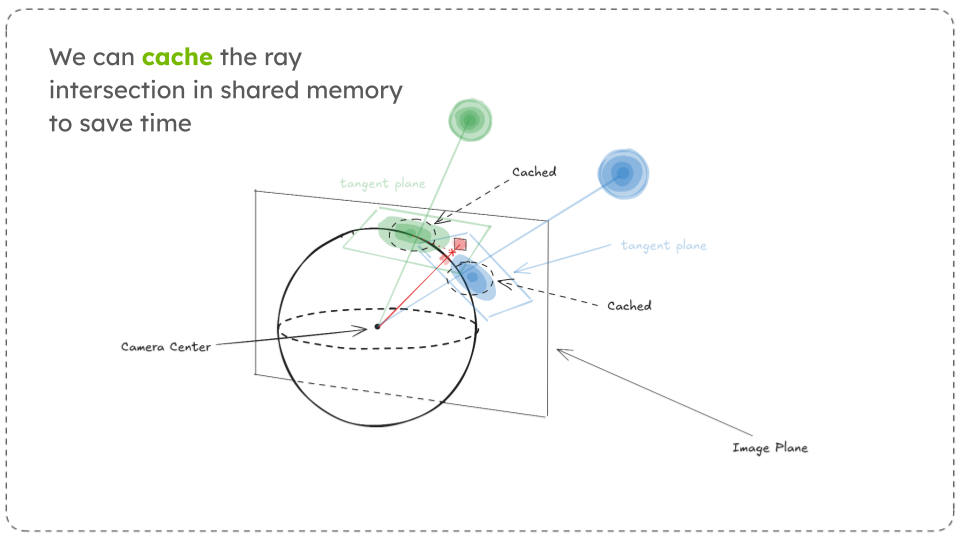 We can cache the ray
intersection in shared memory
to save time
Cached
tangent plane
tangent plane
Cached
Camera Center
Image Plane